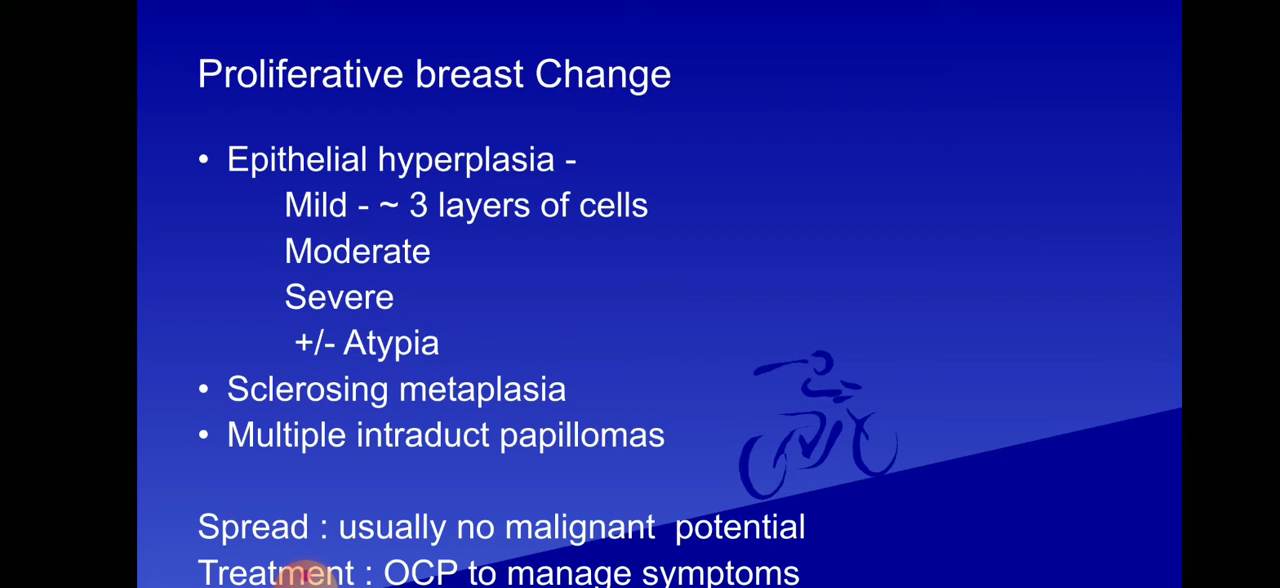 Proliferative breast Change
• Epithelial hyperplasia -
Mild - ~ 3 layers of cells
Moderate
Severe
+/- Atypia
• Sclerosing metaplasia
• Multiple intraduct papillomas
Spread : usually no malignant potential
Treatment : OCP to manage symptoms